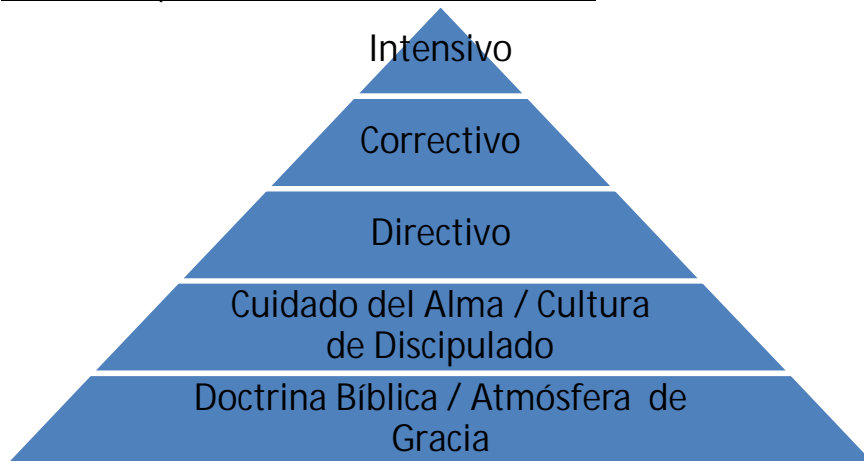 Intensivo
Correctivo
Directivo
Cuidado del Alma / Cultura
de Discipulado
Doctrina Bíblica / Atmósfera de
Gracia